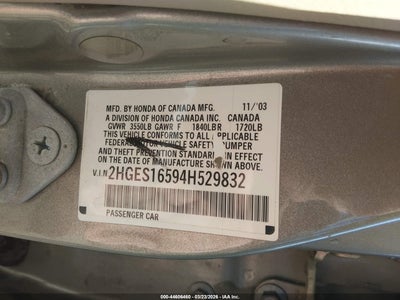 MFD. BY HONDA OF CANADA MFG. 11/'03
A DIVISION OF HONDA CANADA INC. CANADA
GVWR 3550LB GAWR F 1840LB R 1720LB
THIS VEHICLE CONFORMS TO ALL APPLICABLE
FEDERAL MOTOR VEHICLE SAFETY BUMPER
AND THEFT PREVENTION STANDARDS IN EFFECT
ON THE DATE OF MANUFACTURE SHOWN ABOVE.
V.I.N 2HGES16594H529832
PASSENGER CAR
000-44606460 - 03/23/2026 - IAA Inc.